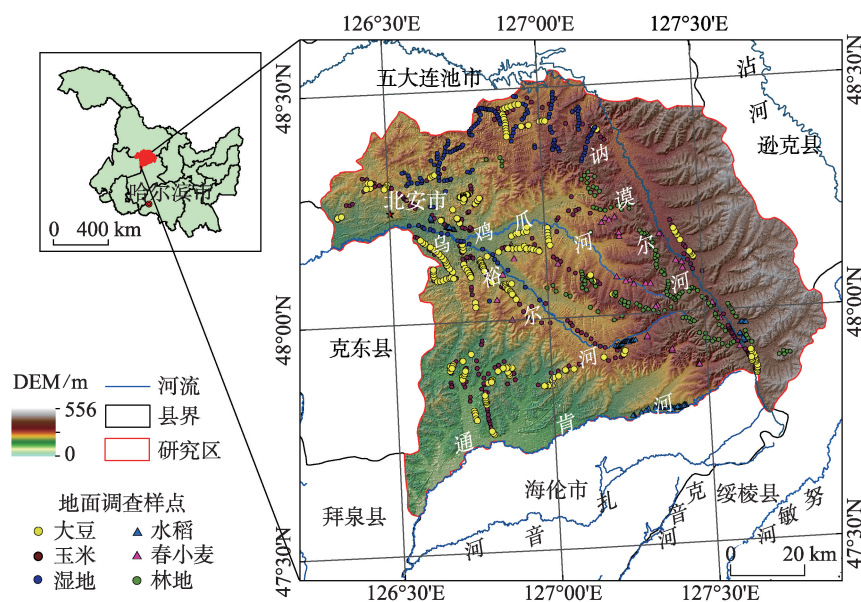 126°30′E 127°00′E 127°30′E
48°30′N
48°00′N
47°30′N
48°30′N
48°00′N
47°30′N
126°30′E 127°00′E 127°30′E
哈尔滨市
0 400 km
五大连池市
沾河
逊克县
北安市
讷谟尔河
乌裕尔河
鸡爪河
克东县
通肯河
海伦市
扎音河
克音河
绥棱县
努敏河
拜泉县
0 20 km
DEM/m
556
0
河流
县界
研究区
地面调查样点
大豆 水稻
玉米 春小麦
湿地 林地